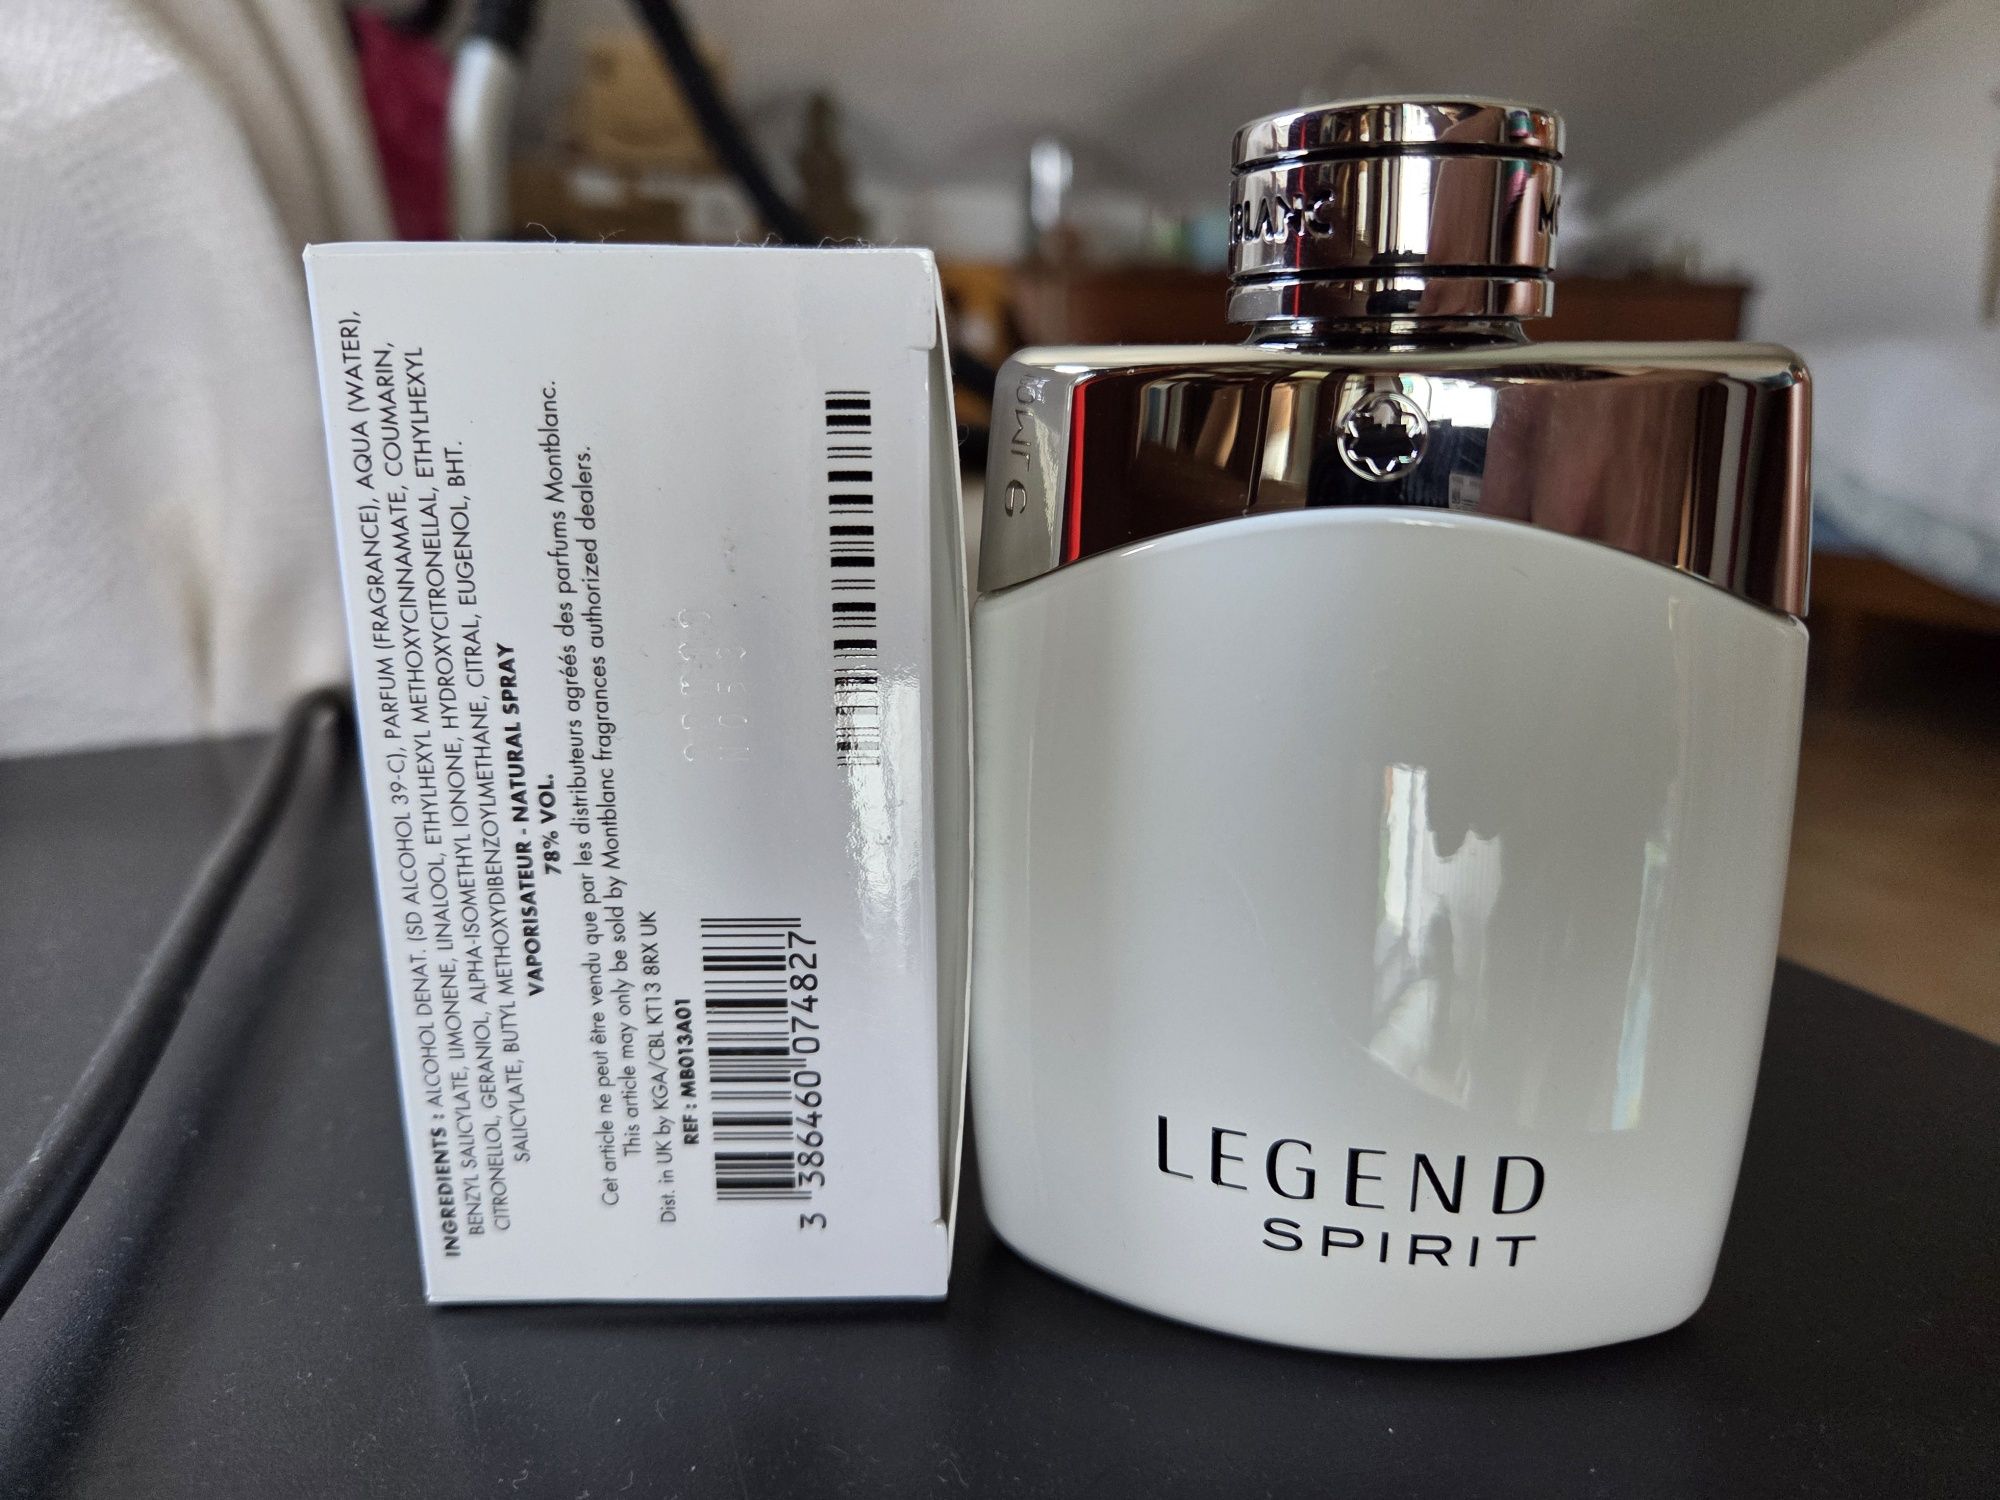 INGREDIENTS : ALCOHOL DENAT. (SD ALCOHOL 39-C), PARFUM (FRAGRANCE), AQUA (WATER),
BENZYL SALICYLATE, LIMONENE, LINALOOL, ETHYLHEXYL METHOXYCINNAMATE, COUMARIN,
CITRONELLOL, GERANIOL, ALPHA-ISOMETHYL IONONE, HYDROXYCITRONELLAL, ETHYLHEXYL
SALICYLATE, BUTYL METHOXYDIBENZOYLMETHANE, CITRAL, EUGENOL, BHT.
VAPORISATEUR - NATURAL SPRAY
78% VOL.
Cet article ne peut être vendu que par les distributeurs agréés des parfums Montblanc.
This article may only be sold by Montblanc fragrances authorized dealers.
Dist. in UK by KGA/CBL KT13 8RX UK
REF : MB013A01
3 386460 074827
LEGEND
SPIRIT